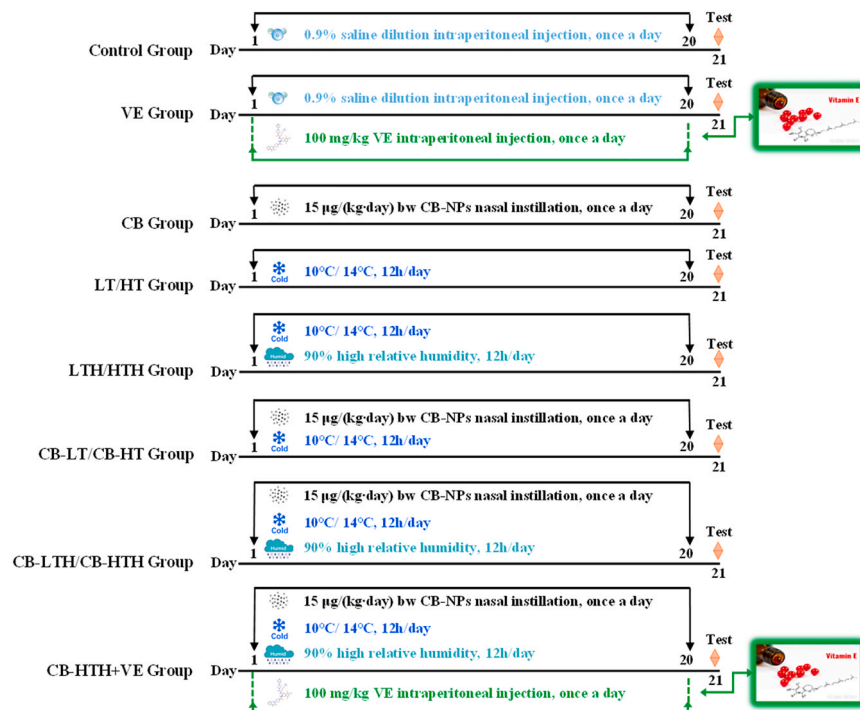 Test
1
0.9% saline dilution intraperitoneal injection, once a day
20
Control Group
Day
21
Test
1
0.9% saline dilution intraperitoneal injection, once a day
20
VE Group
Day
21
100 mg/kg VE intraperitoneal injection, once a day
Vitamin E
Test
1
15 μg/(kg·day) bw CB-NPs nasal instillation, once a day
20
CB Group
Day
21
Test
1
Cold
10°C/ 14°C, 12h/day
20
LT/HT Group
Day
21
Cold
10°C/ 14°C, 12h/day
Test
1
Humid
90% high relative humidity, 12h/day
20
LTH/HTH Group
Day
21
15 μg/(kg·day) bw CB-NPs nasal instillation, once a day
Test
1
Cold
10°C/ 14°C, 12h/day
20
CB-LT/CB-HT Group
Day
21
15 μg/(kg·day) bw CB-NPs nasal instillation, once a day
Cold
10°C/ 14°C, 12h/day
Test
1
Humid
90% high relative humidity, 12h/day
20
CB-LTH/CB-HTH Group
Day
21
15 μg/(kg·day) bw CB-NPs nasal instillation, once a day
Cold
10°C/ 14°C, 12h/day
Test
1
Humid
90% high relative humidity, 12h/day
20
CB-HTH+VE Group
Day
21
100 mg/kg VE intraperitoneal injection, once a day
Vitamin E